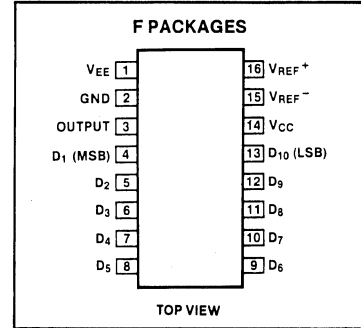 F PACKAGES
VEE 1 16 VREF+
GND 2 15 VREF-
OUTPUT 3 14 VCC
D1 (MSB) 4 13 D10 (LSB)
D2 5 12 D9
D3 6 11 D8
D4 7 10 D7
D5 8 9 D6
TOP VIEW